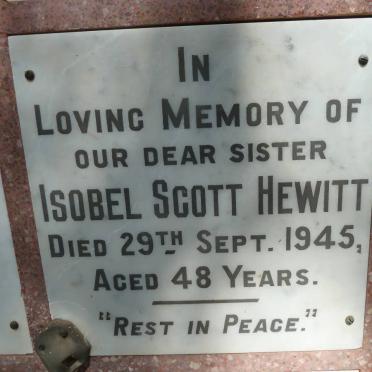 In
Loving Memory of
our dear sister
Isobel Scott Hewitt
Died 29th Sept. 1945,
Aged 48 Years.
"Rest in Peace."